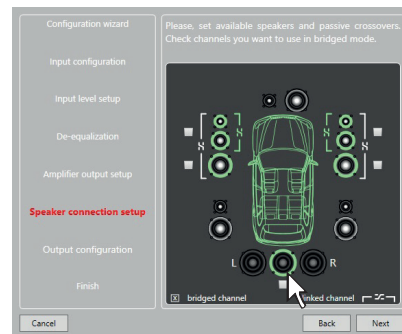 Configuration wizard
Input configuration
Input level setup
De-equalization
Amplifier output setup
Speaker connection setup
Output configuration
Finish
Please, set available speakers and passive crossovers.
Check channels you want to use in bridged mode.
L R
X bridged channel linked channel
Cancel Back Next